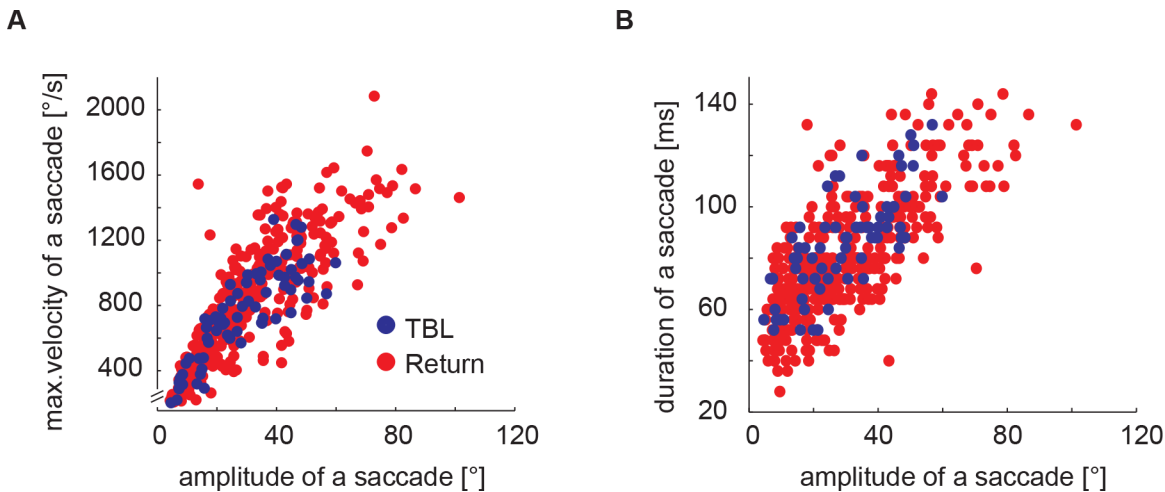 A
max.velocity of a saccade [°/s]
2000
1600
1200
800
400
0
40
80
120
amplitude of a saccade [°]
TBL
Return
B
duration of a saccade [ms]
140
100
60
20
0
40
80
120
amplitude of a saccade [°]